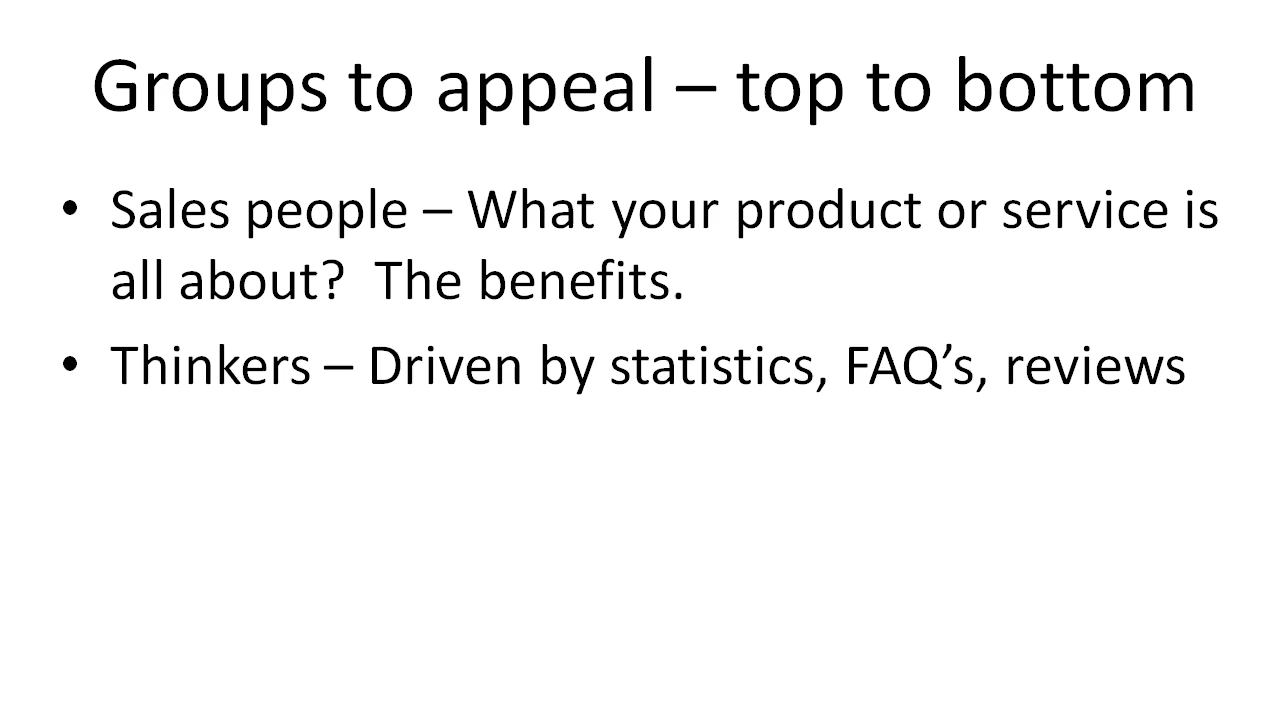 Groups to appeal – top to bottom
• Sales people – What your product or service is
all about?  The benefits.
• Thinkers – Driven by statistics, FAQ’s, reviews